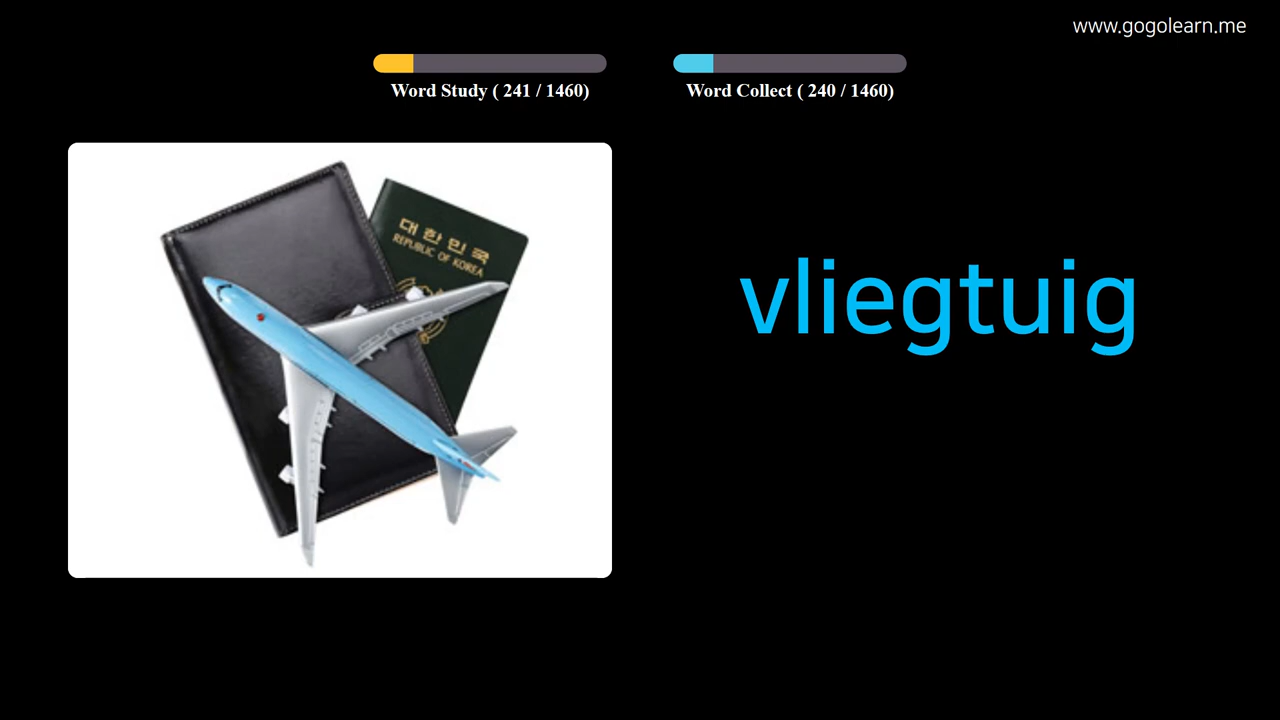 www.gogolearn.me
Word Study ( 241 / 1460)
Word Collect ( 240 / 1460)
대한민국
REPUBLIC OF KOREA
vliegtuig